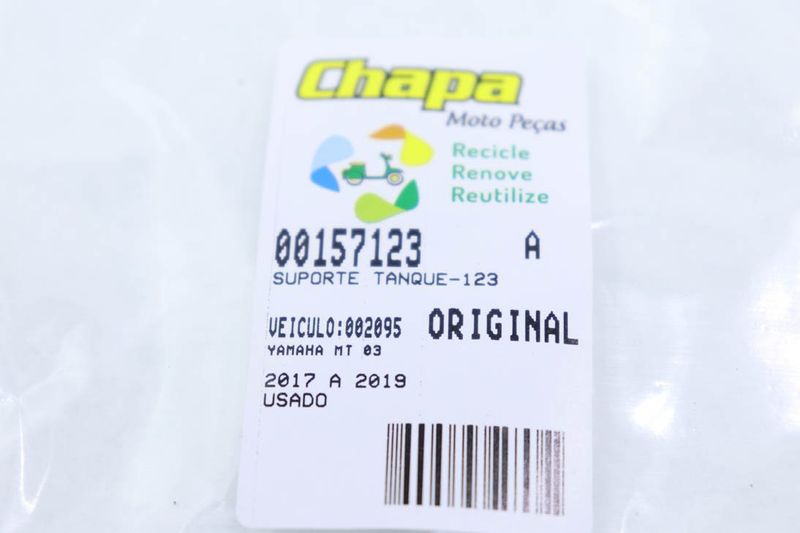 Chapa
Moto Peças
Recicle
Renove
Reutilize
00157123 A
SUPORTE TANQUE-123
VEICULO:002095 ORIGINAL
YAMAHA MT 03
2017 A 2019
USADO